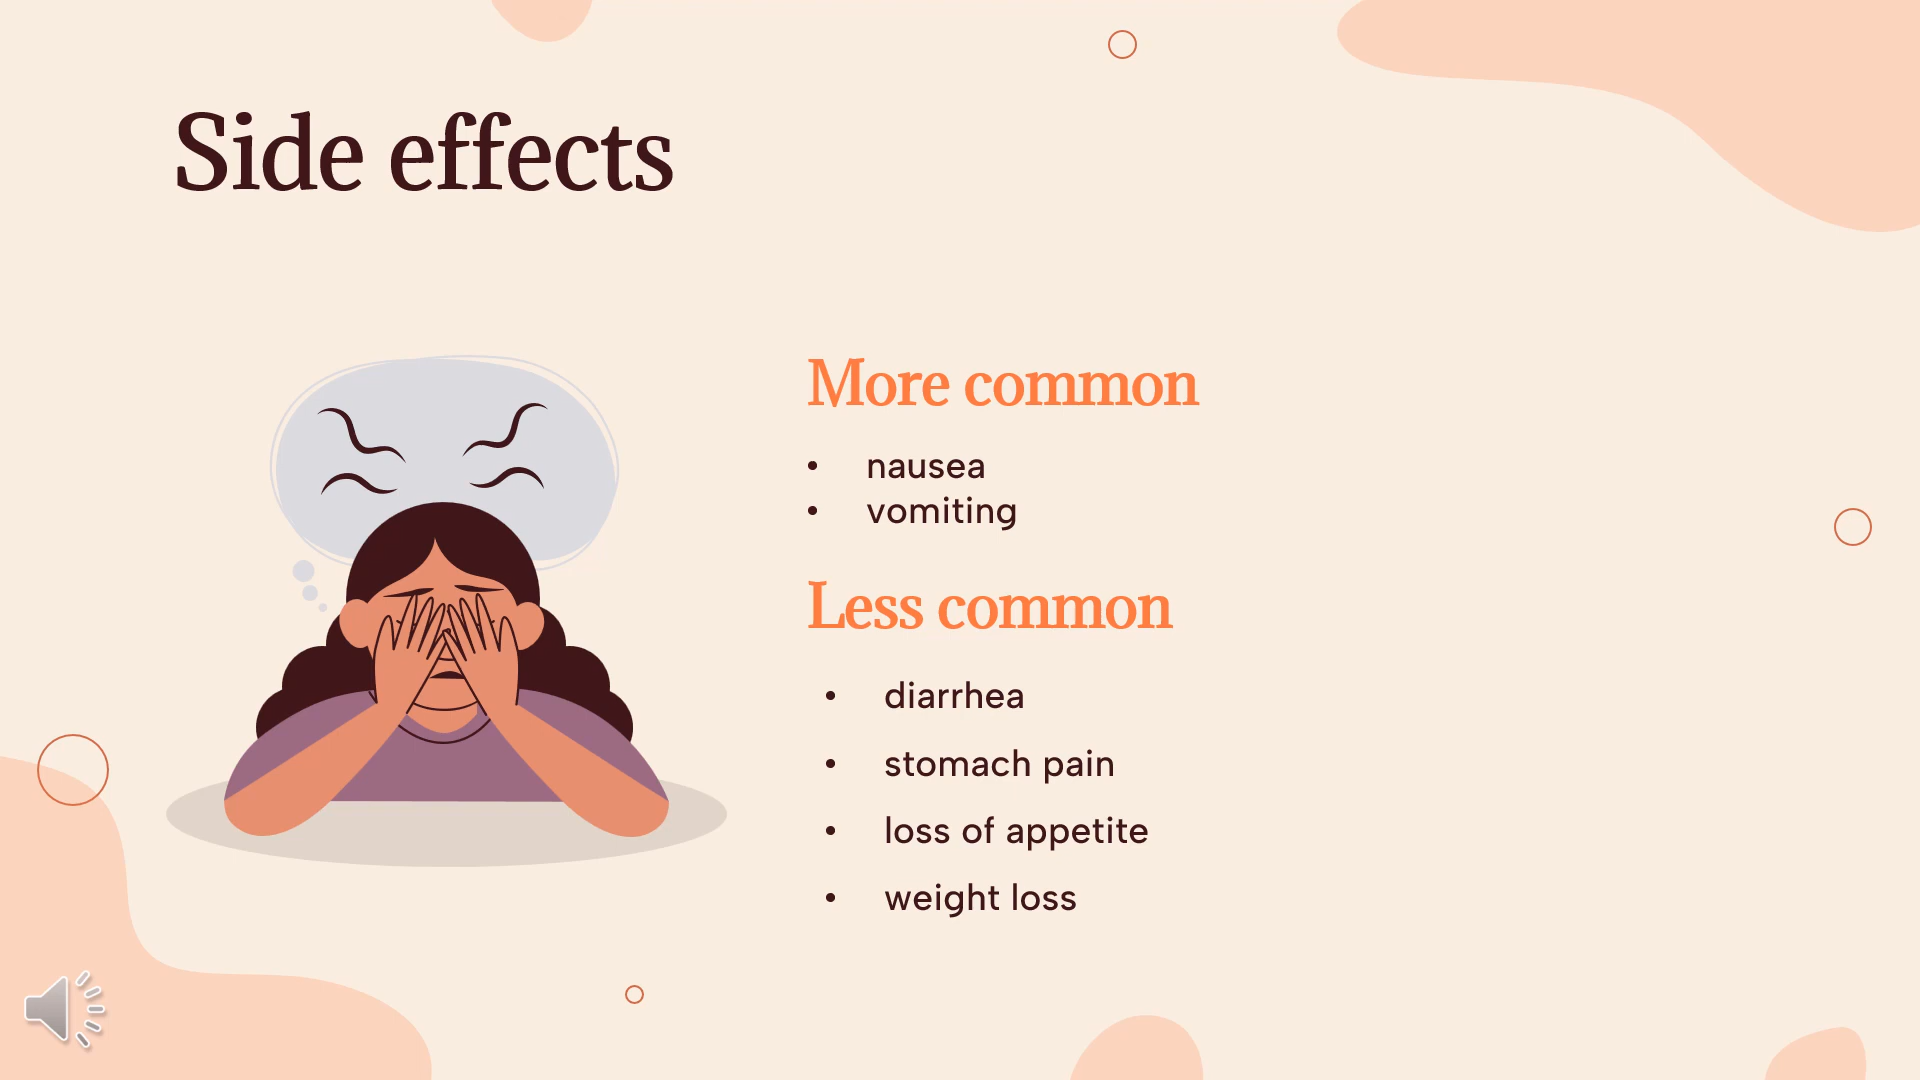 Side effects
More common
• nausea
• vomiting
Less common
• diarrhea
• stomach pain
• loss of appetite
• weight loss